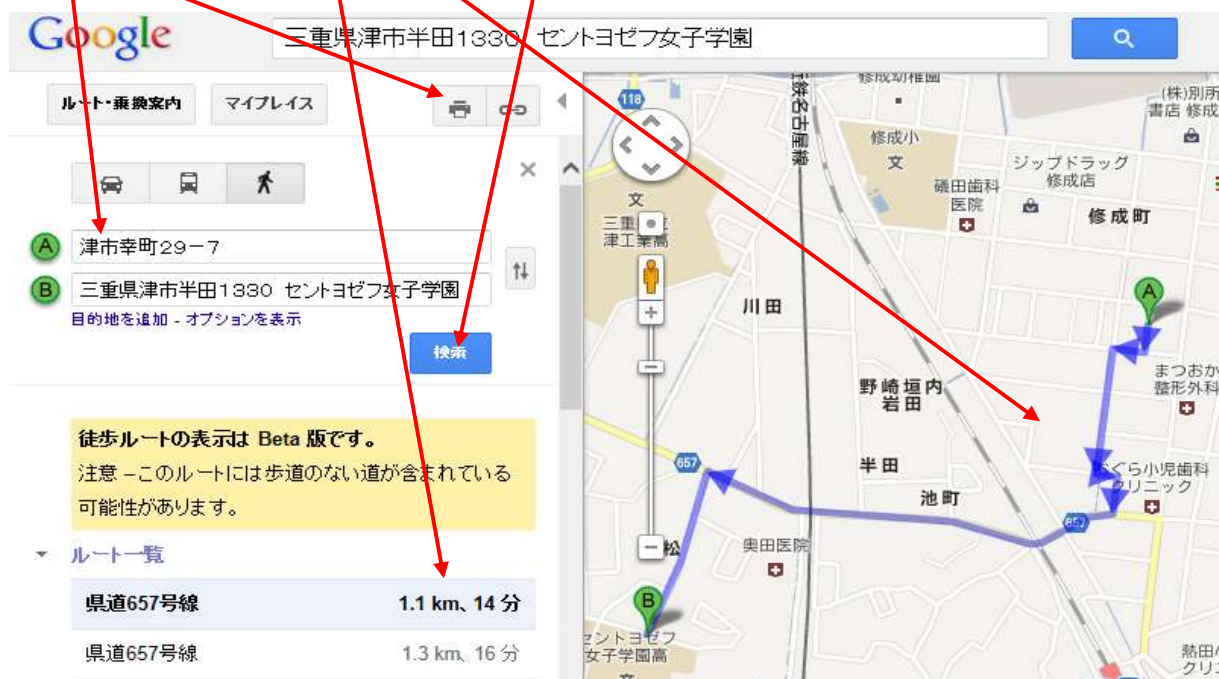 Google
三重県津市半田1330 セントヨゼフ女子学園
ルート・乗換案内
マイプレイス
A
津市幸町29-7
B
三重県津市半田1330 セントヨゼフ女子学園
目的地を追加 - オプションを表示
検索
徒歩ルートの表示は Beta 版です。
注意 –このルートには歩道のない道が含まれている
可能性があります。
ルート一覧
県道657号線
1.1 km、14 分
県道657号線
1.3 km、16 分
118
修成幼稚園
(株)別所
書店 修成
修成小
文
ジップドラッグ
修成店
磯田歯科
医院
修成町
文
津工業高
川田
A
まつおか
整形外科
野崎垣内
岩田
657
半田
池町
ぐら小児歯科
クリニック
657
松
奥田医院
B
セントヨゼフ
女子学園高
熱田